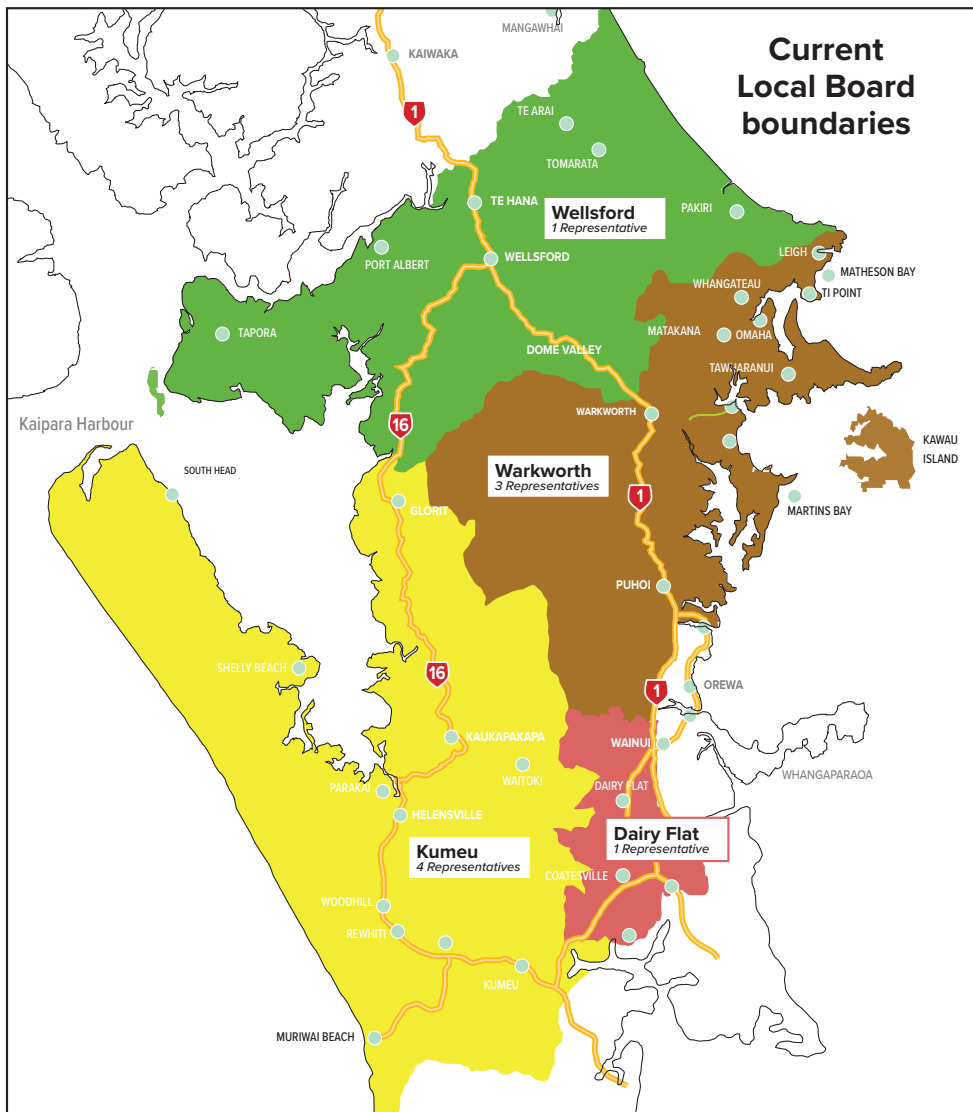 MANGAWHAI
KAIWAKA
Current
Local Board
boundaries
1
TE ARAI
TOMARATA
TE HANA
Wellsford
1 Representative
PAKIRI
PORT ALBERT
WELLSFORD
LEIGH
MATHESON BAY
WHANGATEAU
TI POINT
TAPORA
MATAKANA
OMAHA
DOME VALLEY
TAWHARANUI
Kaipara Harbour
16
WARKWORTH
KAWAU
ISLAND
SOUTH HEAD
Warkworth
3 Representatives
1
GLORIT
MARTINS BAY
PUHOI
SHELLY BEACH
16
1
OREWA
KAUKAPAKAPA
WAINUI
WAITOKI
WHANGAPARAOA
PARAKAI
DAIRY FLAT
HELENSVILLE
Kumeu
4 Representatives
Dairy Flat
1 Representative
COATESVILLE
WOODHILL
REWHITI
KUMEU
MURIWAI BEACH